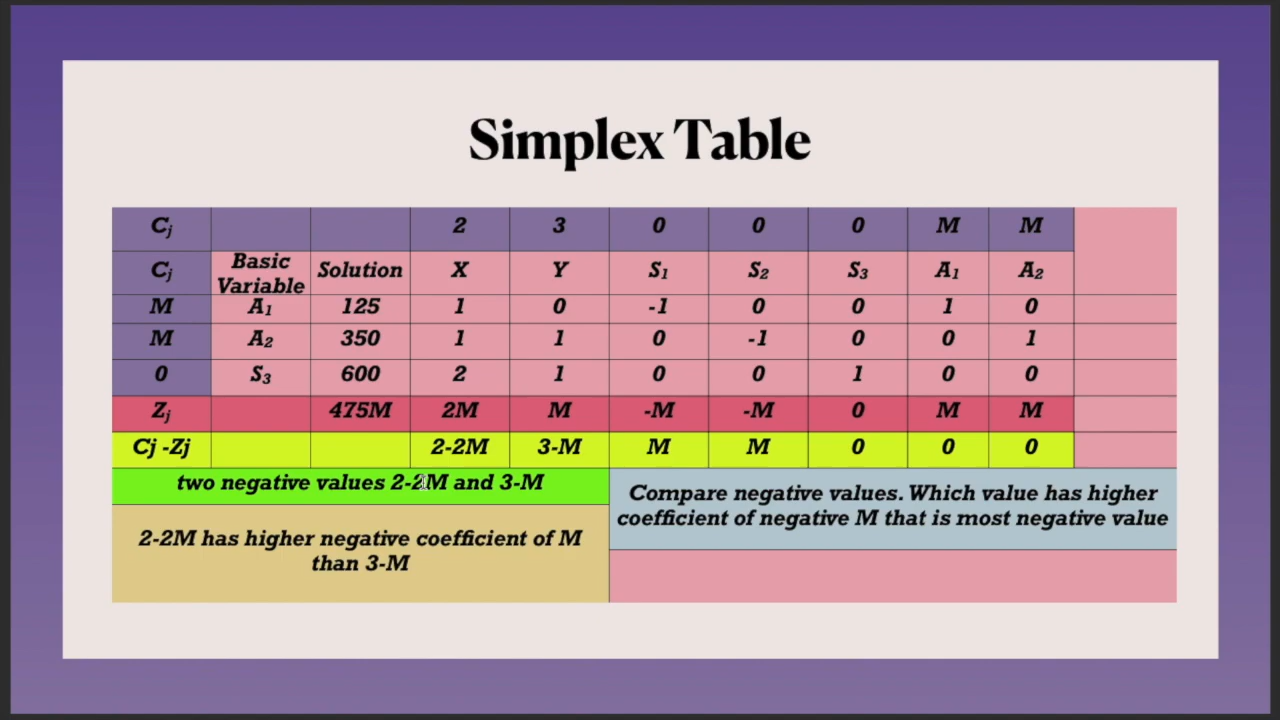 Simplex Table
Cj 2 3 0 0 0 M M
Cj Basic Variable Solution X Y S1 S2 S3 A1 A2
M A1 125 1 0 -1 0 0 1 0
M A2 350 1 1 0 -1 0 0 1
0 S3 600 2 1 0 0 1 0 0
Zj 475M 2M M -M -M 0 M M
Cj -Zj 2-2M 3-M M M 0 0 0
two negative values 2-2M and 3-M
Compare negative values. Which value has higher
coefficient of negative M that is most negative value
2-2M has higher negative coefficient of M
than 3-M